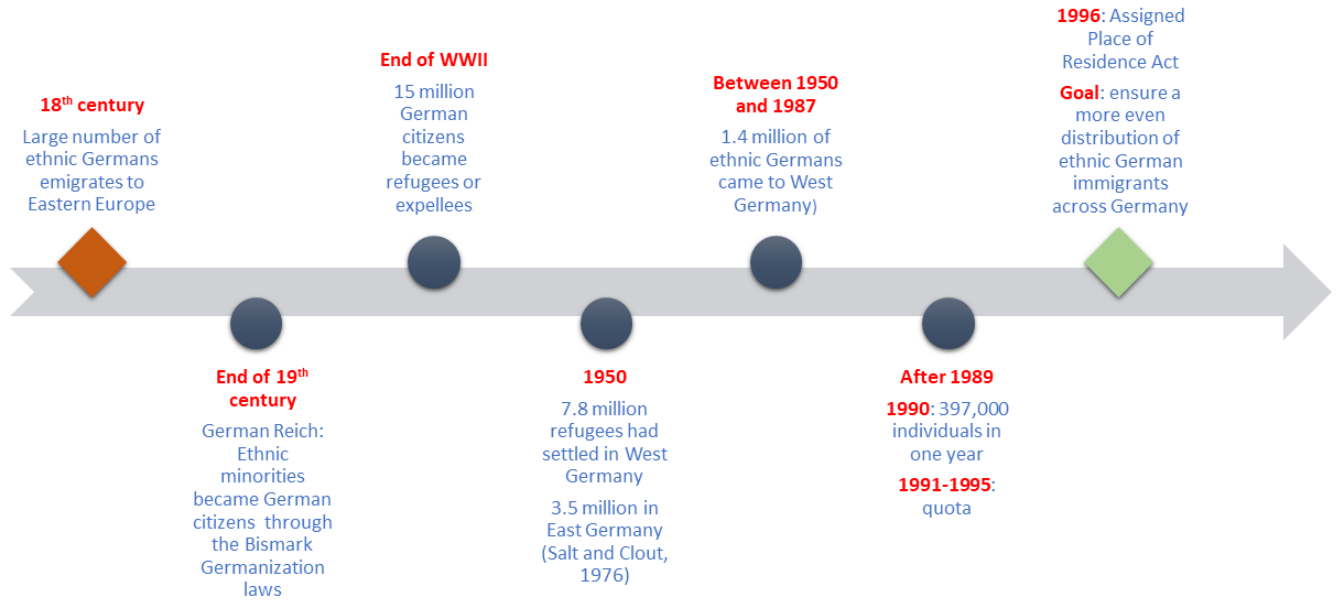 18th century
Large number of
ethnic Germans
emigrates to
Eastern Europe
End of 19th
century
German Reich:
Ethnic
minorities
became German
citizens through
the Bismark
Germanization
laws
End of WWII
15 million
German
citizens
became
refugees or
expellees
1950
7.8 million
refugees had
settled in West
Germany
3.5 million in
East Germany
(Salt and Clout,
1976)
Between 1950
and 1987
1.4 million of
ethnic Germans
came to West
Germany)
After 1989
1990: 397,000
individuals in
one year
1991-1995:
quota
1996: Assigned
Place of
Residence Act
Goal: ensure a
more even
distribution of
ethnic German
immigrants
across Germany